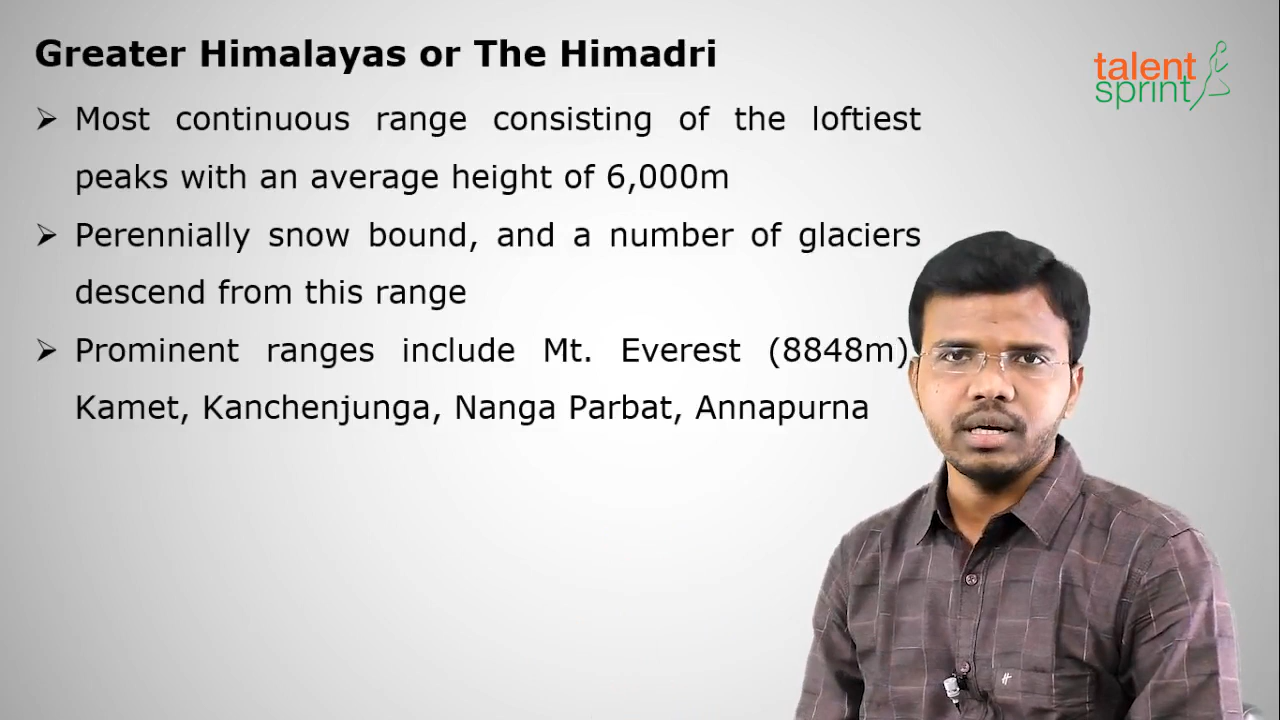 Greater Himalayas or The Himadri
talent
sprint
➢ Most continuous range consisting of the loftiest
peaks with an average height of 6,000m
➢ Perennially snow bound, and a number of glaciers
descend from this range
➢ Prominent ranges include Mt. Everest (8848m),
Kamet, Kanchenjunga, Nanga Parbat, Annapurna